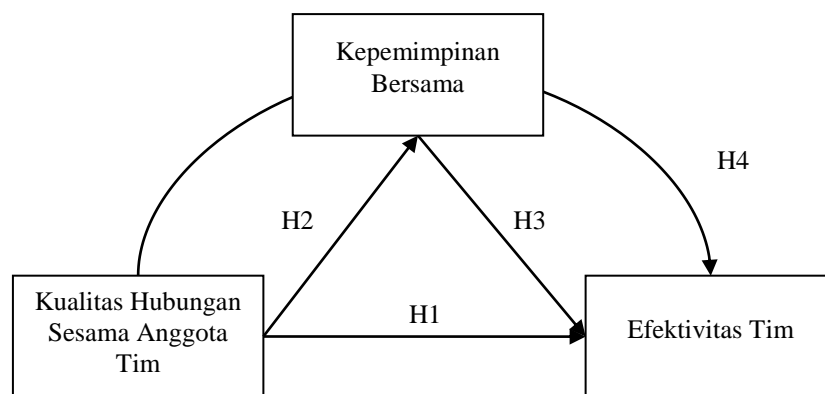 Kepemimpinan
Bersama
H4
H2
H3
Kualitas Hubungan
Sesama Anggota
Tim
H1
Efektivitas Tim